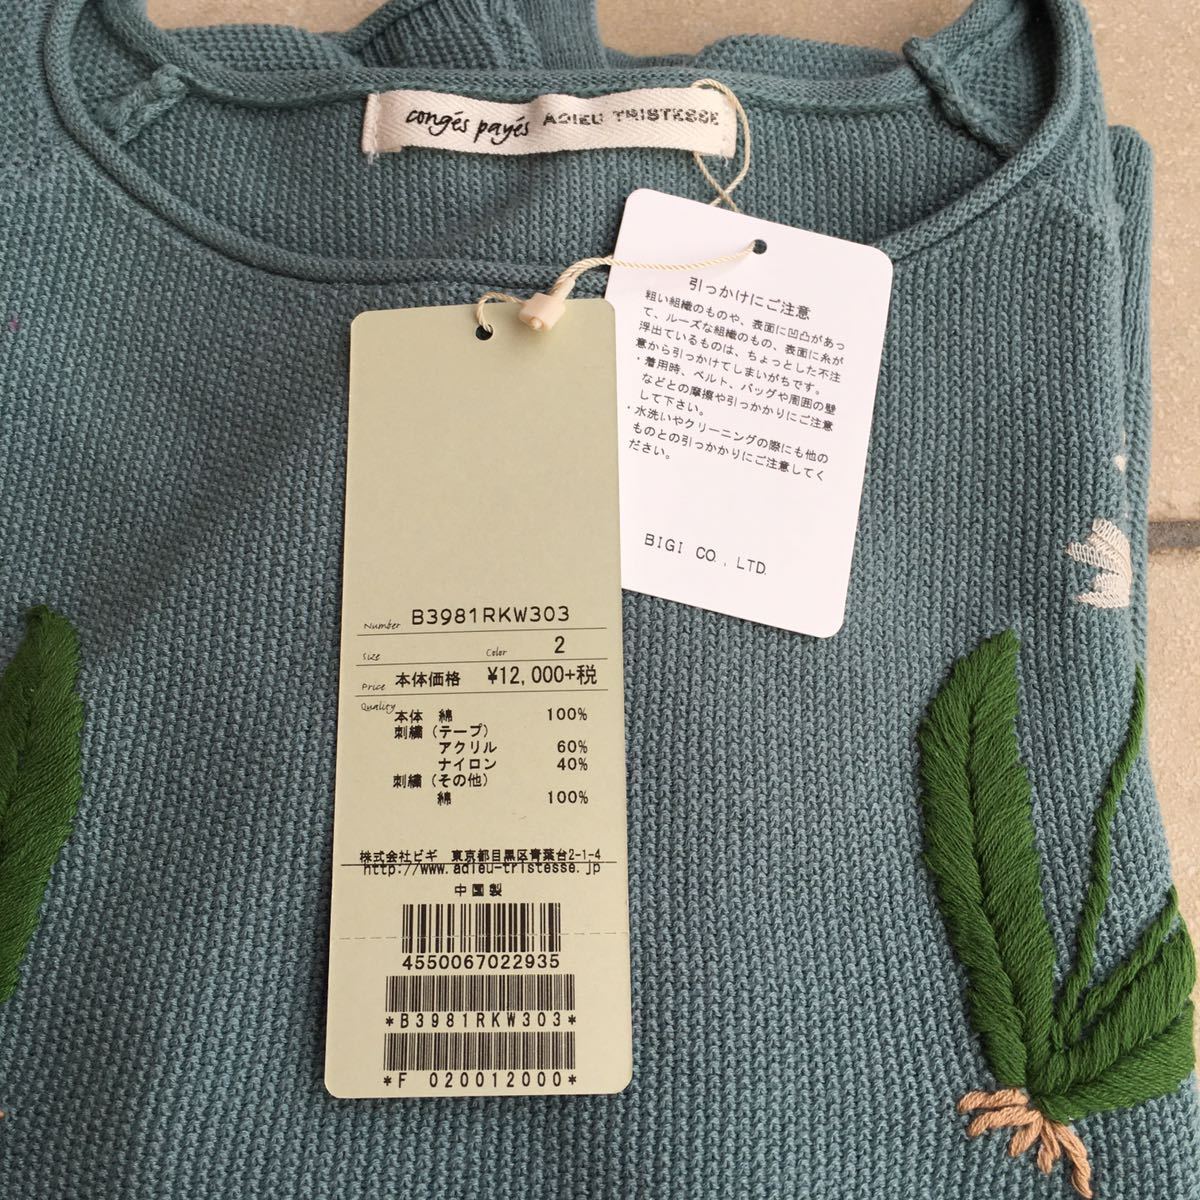 congés payés ADIEU TRISTESSE
引っかけにご注意
粗い組織のものや、表面に凹凸があっ
て、ルーズな組織のもの、表面に糸が
浮出ているものは、ちょっとした不注
意から引っかけてしまいがちです。
・着用時、ベルト、バッグや周囲の壁
などとの摩擦や引っかかりにご注意
して下さい。
・水洗いやクリーニングの際にも他の
ものとの引っかかりにご注意してく
ださい。
BIGI CO., LTD.
Number B3981RKW303
Size Color 2
Price 本体価格 ¥12,000+税
Quality 本体 綿 100%
刺繍(テープ)
アクリル 60%
ナイロン 40%
刺繍(その他)
綿 100%
株式会社ビギ 東京都目黒区青葉台2-1-4
http://www.adieu-tristesse.jp
中国製
4550067022935
*B3981RKW303*
*F 020012000*